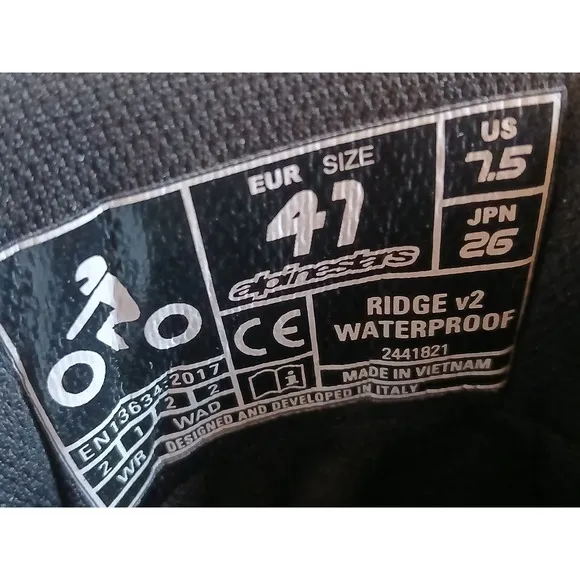 EUR SIZE
41
alpinestars
US
7.5
JPN
26
CE
RIDGE v2
WATERPROOF
2441821
i
MADE IN VIETNAM
EN13634:2017
2 1 2 2
WR WAD
DESIGNED AND DEVELOPED IN ITALY